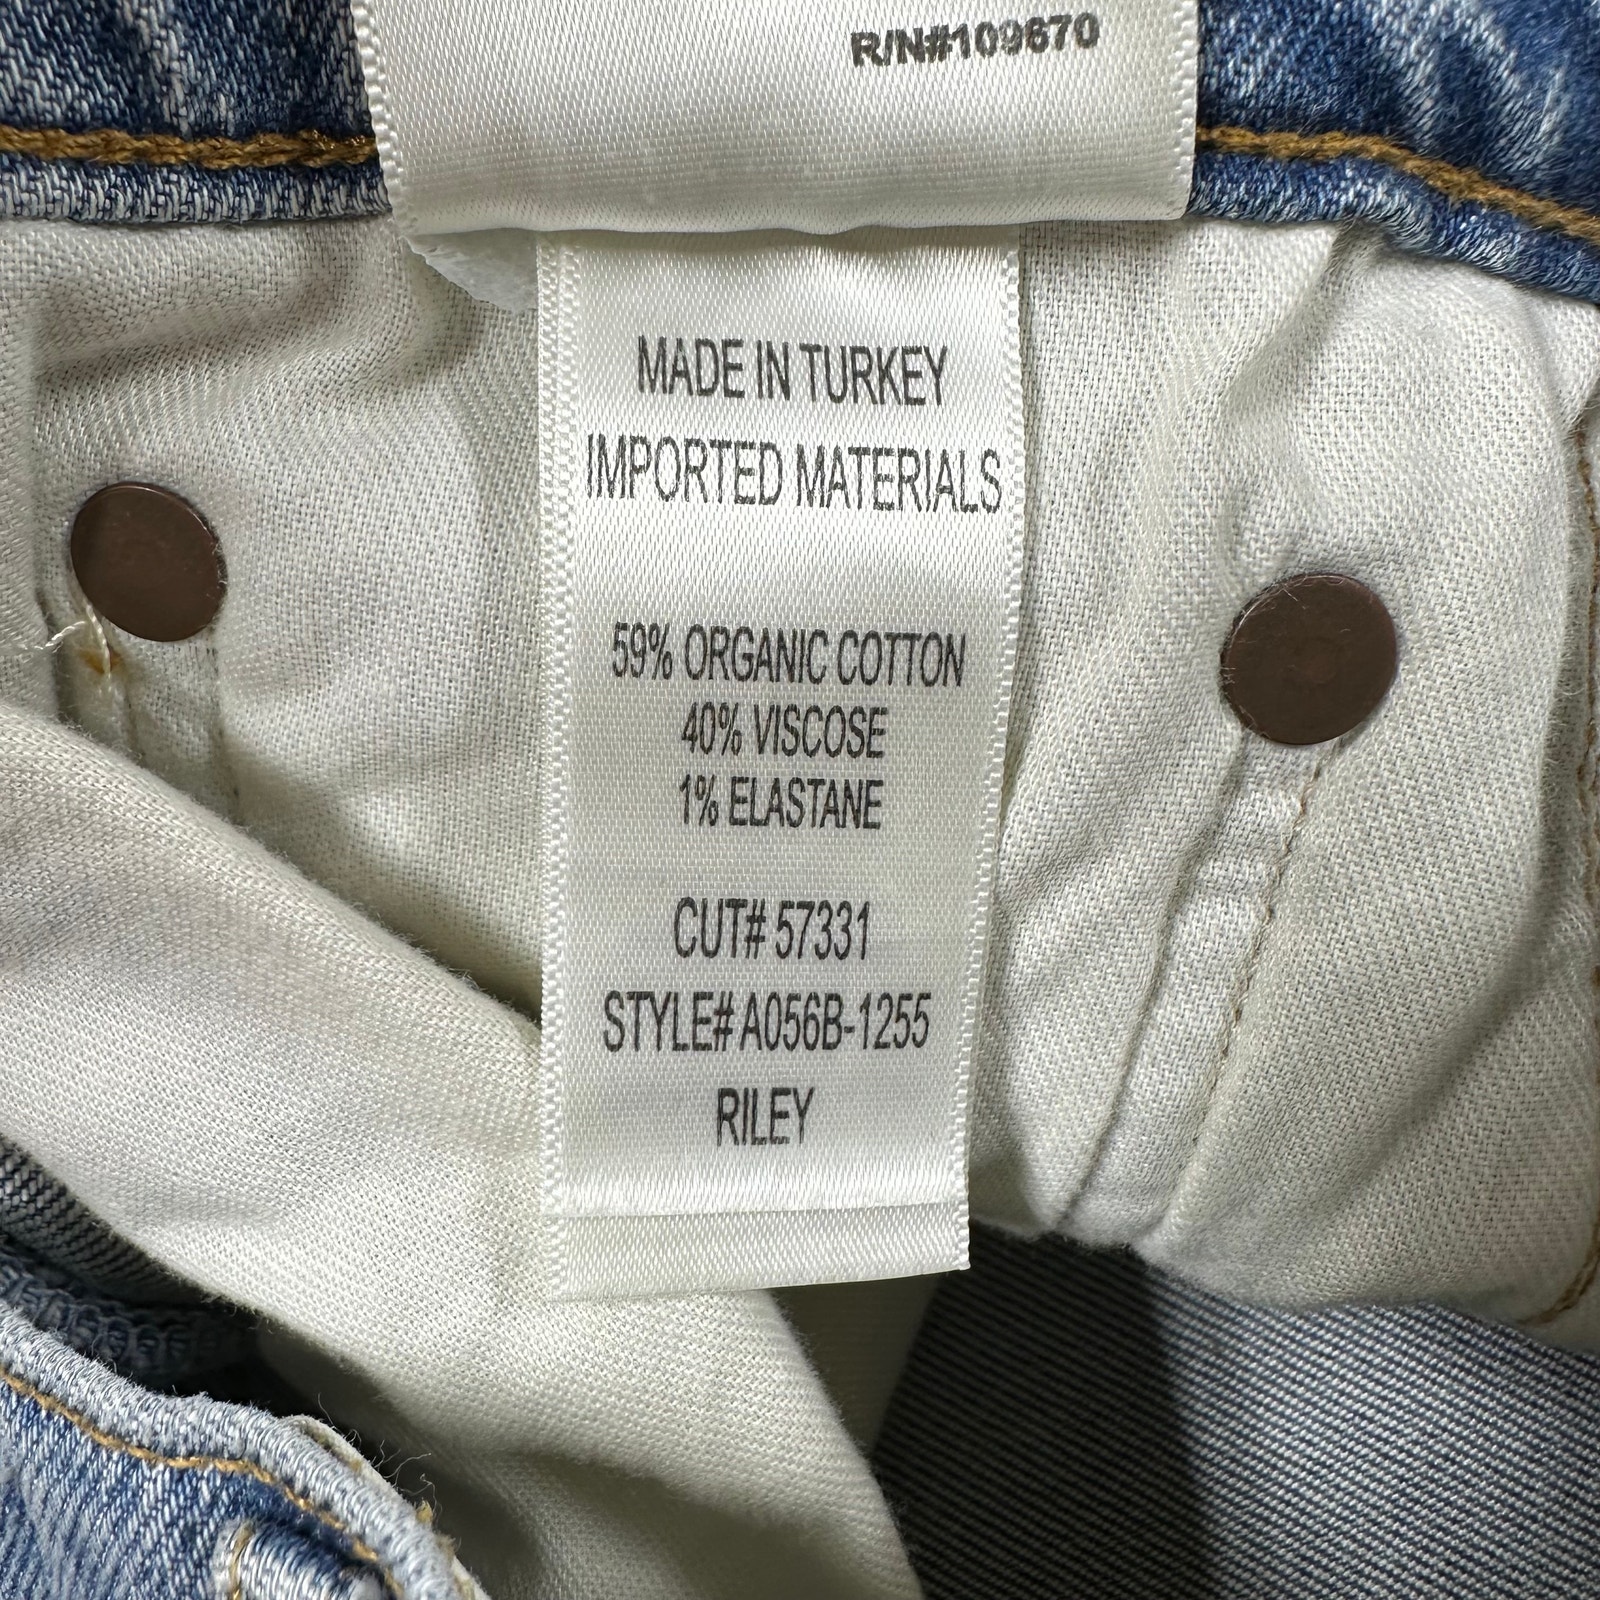 R/N#109670
MADE IN TURKEY
IMPORTED MATERIALS
59% ORGANIC COTTON
40% VISCOSE
1% ELASTANE
CUT# 57331
STYLE# A056B-1255
RILEY